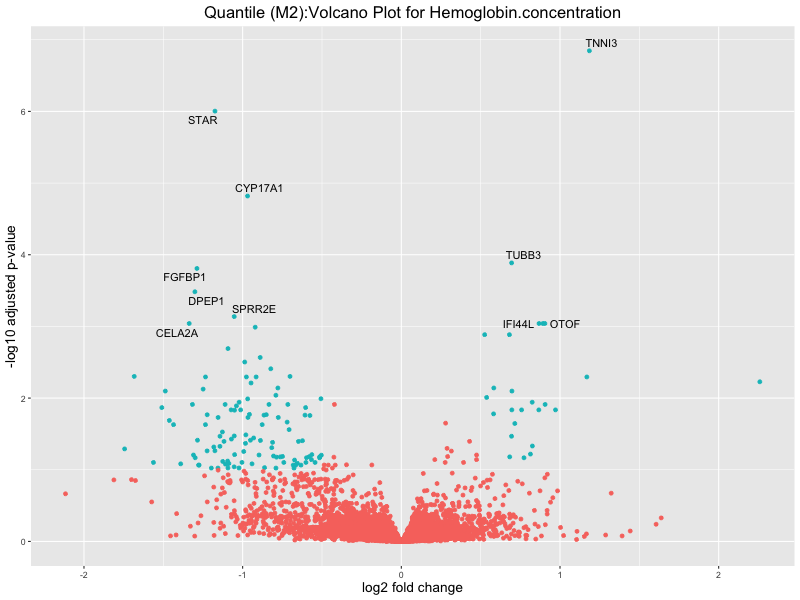 Quantile (M2):Volcano Plot for Hemoglobin.concentration
TNNI3
STAR
CYP17A1
TUBB3
FGFBP1
DPEP1
SPRR2E
CELA2A
IFI44L
OTOF
6
4
2
0
-log10 adjusted p-value
-2
-1
0
1
2
log2 fold change